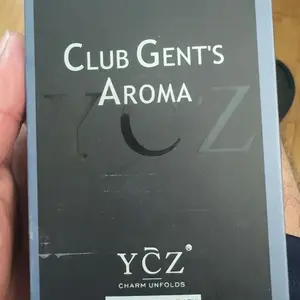 CLUB GENT'S
AROMA
YCZ
YCZ®
CHARM UNFOLDS